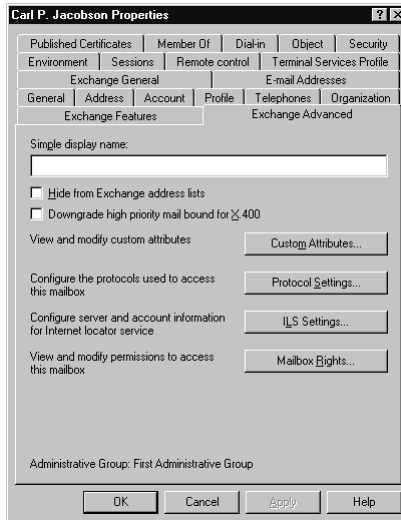 Carl P. Jacobson Properties
Published Certificates Member Of Dial-in Object Security
Environment Sessions Remote control Terminal Services Profile
Exchange General E-mail Addresses
General Address Account Profile Telephones Organization
Exchange Features Exchange Advanced
Simple display name:
Hide from Exchange address lists
Downgrade high priority mail bound for X.400
View and modify custom attributes Custom Attributes...
Configure the protocols used to access
this mailbox
Protocol Settings...
Configure server and account information
for Internet locator service
ILS Settings...
View and modify permissions to access
this mailbox
Mailbox Rights...
Administrative Group: First Administrative Group
OK Cancel Apply Help